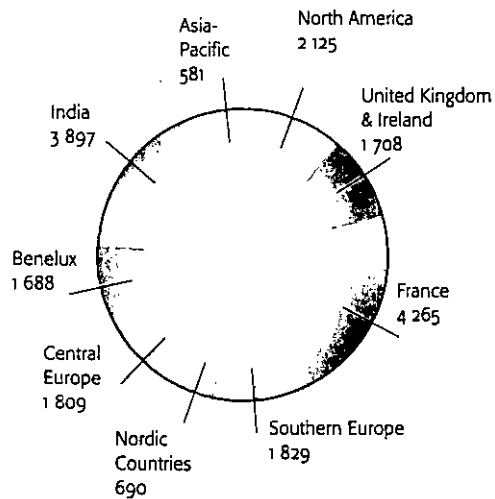 Asia-
Pacific
581
North America
2 125
United Kingdom
& Ireland
1 708
India
3 897
Benelux
1 688
France
4 265
Central
Europe
1 809
Nordic
Countries
690
Southern Europe
1 829